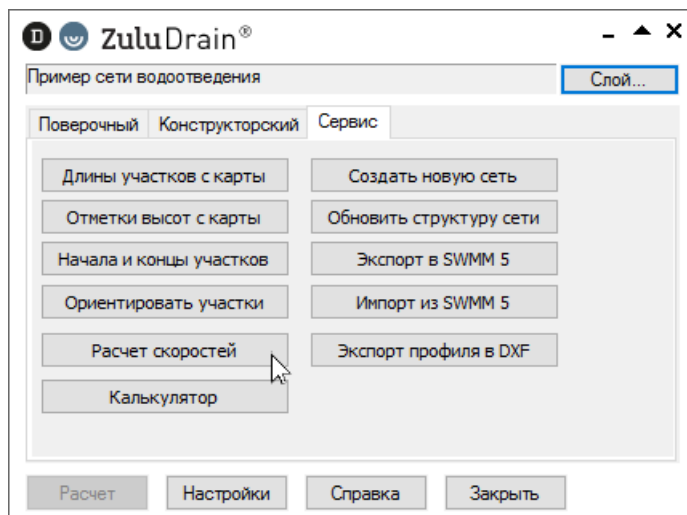 D ZuluDrain®
Пример сети водоотведения Слой...
Поверочный Конструкторский Сервис
Длины участков с карты Создать новую сеть
Отметки высот с карты Обновить структуру сети
Начала и концы участков Экспорт в SWMM 5
Ориентировать участки Импорт из SWMM 5
Расчет скоростей Экспорт профиля в DXF
Калькулятор
Расчет Настройки Справка Закрыть